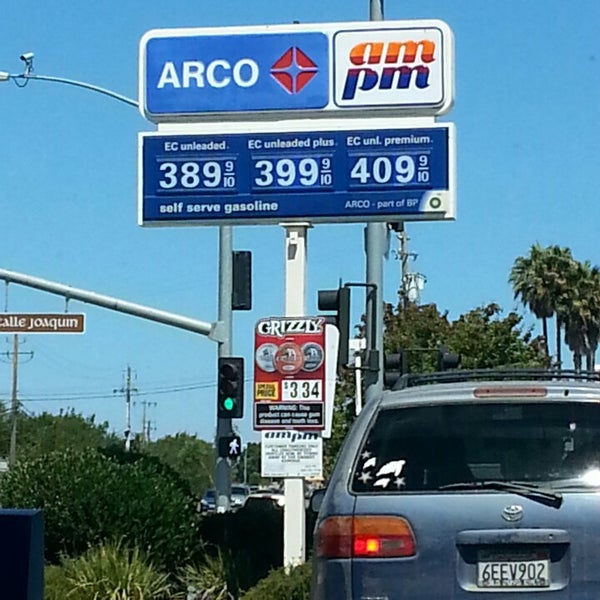 ARCO
am
pm
EC unleaded. EC unleaded plus. EC unl. premium.
389 9/10 399 9/10 409 9/10
self serve gasoline ARCO - part of BP
calle joaquin
GRIZZLY
SPECIAL PRICE $3.34
WARNING: This
product can cause gum
disease and tooth loss.
ampm
6EEV902